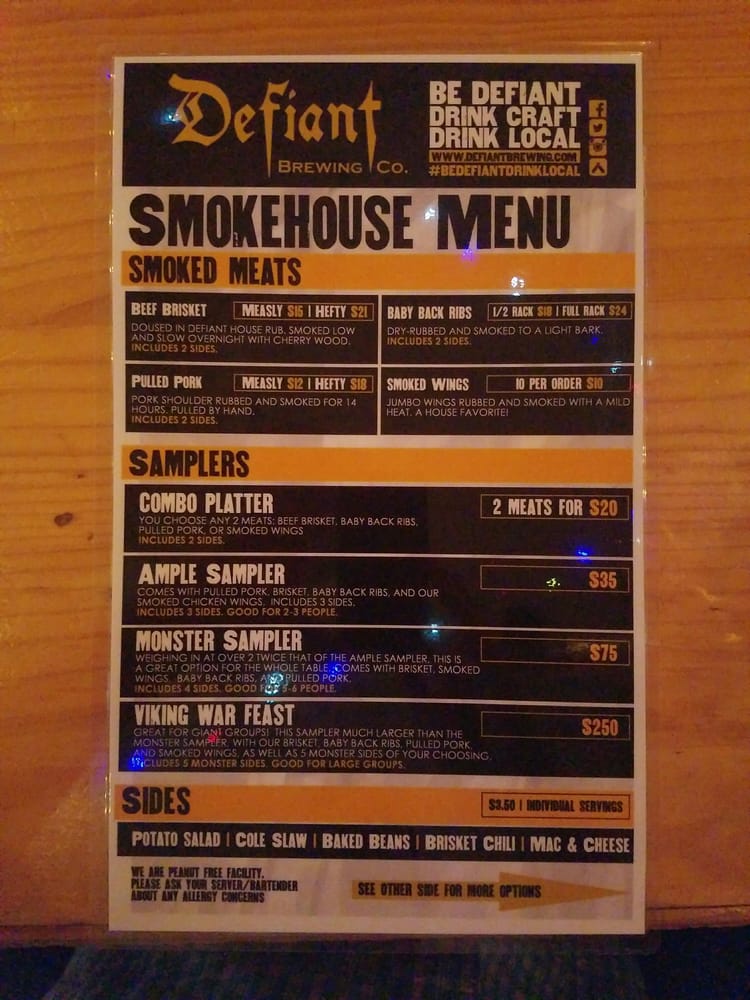 Defiant
BREWING CO.
BE DEFIANT
DRINK CRAFT
DRINK LOCAL
WWW.DEFIANTBREWING.COM
#BEDEFIANTDRINKLOCAL
SMOKEHOUSE MENU
SMOKED MEATS
BEEF BRISKET MEASLY $15 | HEFTY $21
DOUSED IN DEFIANT HOUSE RUB, SMOKED LOW
AND SLOW OVERNIGHT WITH CHERRY WOOD.
INCLUDES 2 SIDES.
BABY BACK RIBS 1/2 RACK $18 | FULL RACK $24
DRY-RUBBED AND SMOKED TO A LIGHT BARK.
INCLUDES 2 SIDES.
PULLED PORK MEASLY $12 | HEFTY $18
PORK SHOULDER RUBBED AND SMOKED FOR 14
HOURS. PULLED BY HAND.
INCLUDES 2 SIDES.
SMOKED WINGS 10 PER ORDER $10
JUMBO WINGS RUBBED AND SMOKED WITH A MILD
HEAT. A HOUSE FAVORITE!
SAMPLERS
COMBO PLATTER 2 MEATS FOR $20
YOU CHOOSE ANY 2 MEATS: BEEF BRISKET, BABY BACK RIBS,
PULLED PORK, OR SMOKED WINGS
INCLUDES 2 SIDES.
AMPLE SAMPLER $35
COMES WITH PULLED PORK, BRISKET, BABY BACK RIBS, AND OUR
SMOKED CHICKEN WINGS. INCLUDES 3 SIDES.
INCLUDES 3 SIDES. GOOD FOR 2-3 PEOPLE.
MONSTER SAMPLER $75
WEIGHING IN AT OVER 2 TWICE THAT OF THE AMPLE SAMPLER, THIS IS
A GREAT OPTION FOR THE WHOLE TABLE. COMES WITH BRISKET, SMOKED
WINGS, BABY BACK RIBS, AND PULLED PORK.
INCLUDES 4 SIDES. GOOD FOR 5-6 PEOPLE.
VIKING WAR FEAST $250
GREAT FOR GIANT GROUPS! THIS SAMPLER MUCH LARGER THAN THE
MONSTER SAMPLER, WITH OUR BRISKET, BABY BACK RIBS, PULLED PORK,
AND SMOKED WINGS, AS WELL AS 5 MONSTER SIDES OF YOUR CHOOSING.
INCLUDES 5 MONSTER SIDES. GOOD FOR LARGE GROUPS.
SIDES $3.50 | INDIVIDUAL SERVINGS
POTATO SALAD | COLE SLAW | BAKED BEANS | BRISKET CHILI | MAC & CHEESE
WE ARE PEANUT FREE FACILITY.
PLEASE ASK YOUR SERVER/BARTENDER
ABOUT ANY ALLERGY CONCERNS
SEE OTHER SIDE FOR MORE OPTIONS